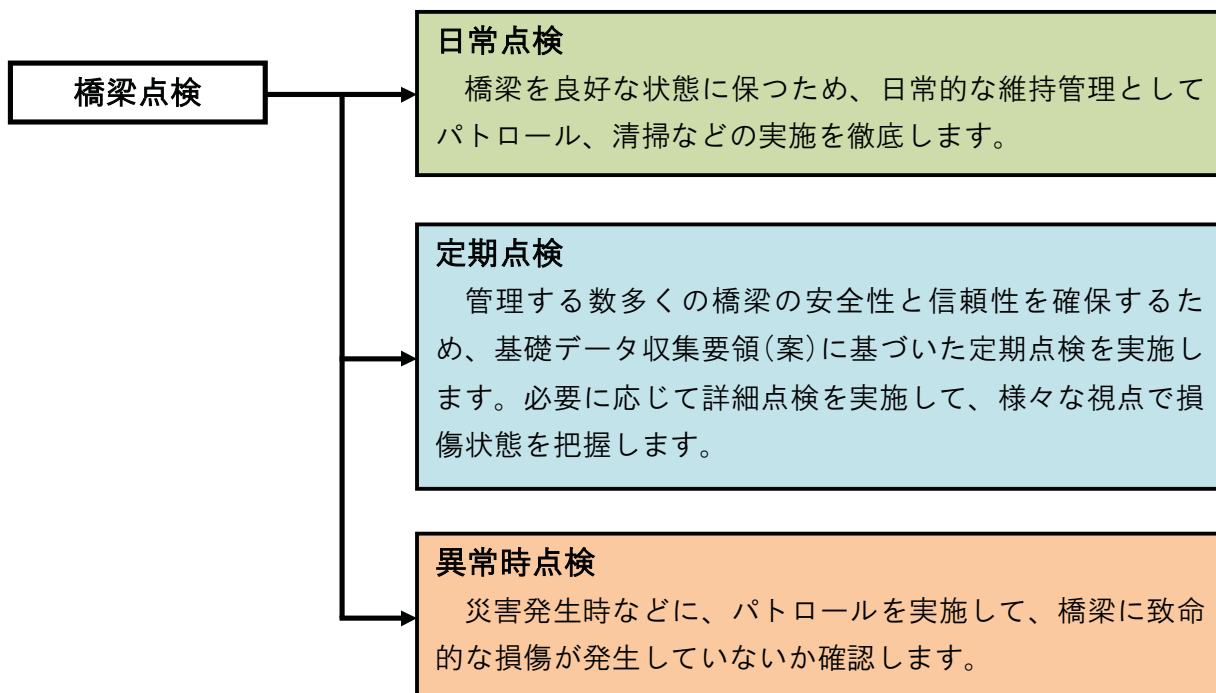 橋梁点検
日常点検
橋梁を良好な状態に保つため、日常的な維持管理として
パトロール、清掃などの実施を徹底します。
定期点検
管理する数多くの橋梁の安全性と信頼性を確保するた
め、基礎データ収集要領(案)に基づいた定期点検を実施し
ます。必要に応じて詳細点検を実施して、様々な視点で損
傷状態を把握します。
異常時点検
災害発生時などに、パトロールを実施して、橋梁に致命
的な損傷が発生していないか確認します。